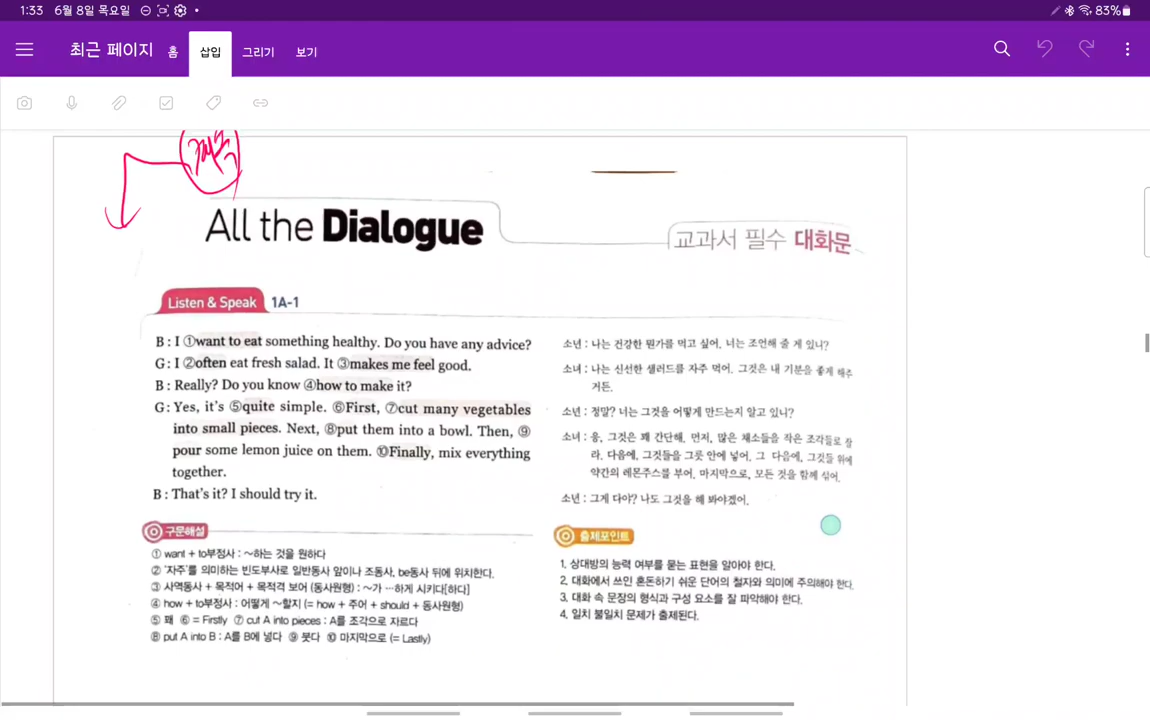 1:33 6월 8일 목요일 83%
최근 페이지 홈 삽입 그리기 보기
All the Dialogue
교과서 필수 대화문
Listen & Speak 1A-1
B : I ①want to eat something healthy. Do you have any advice?
G : I ②often eat fresh salad. It ③makes me feel good.
B : Really? Do you know ④how to make it?
G : Yes, it's ⑤quite simple. ⑥First, ⑦cut many vegetables
into small pieces. Next, ⑧put them into a bowl. Then, ⑨
pour some lemon juice on them. ⑩Finally, mix everything
together.
B : That's it? I should try it.
소년 : 나는 건강한 뭔가를 먹고 싶어, 너는 조언해 줄 게 있니?
소녀 : 나는 신선한 샐러드를 자주 먹어. 그것은 내 기분을 좋게 해주
거든.
소년 : 정말? 너는 그것을 어떻게 만드는지 알고 있니?
소녀 : 응, 그것은 꽤 간단해. 먼저, 많은 채소들을 작은 조각들로 잘
라. 다음에, 그것들을 그릇 안에 넣어. 그 다음에, 그것들 위에
약간의 레몬주스를 부어. 마지막으로, 모든 것을 함께 섞어.
소년 : 그게 다야? 나도 그것을 해 봐야겠어.
구문해설
① want + to부정사 : ~하는 것을 원하다
② '자주'를 의미하는 빈도부사로 일반동사 앞이나 조동사, be동사 뒤에 위치한다.
③ 사역동사 + 목적어 + 목적격 보어 (동사원형) : ~가 …하게 시키다[하다]
④ how + to부정사 : 어떻게 ~할지 (= how + 주어 + should + 동사원형)
⑤ 꽤 ⑥ = Firstly ⑦ cut A into pieces : A를 조각으로 자르다
⑧ put A into B : A를 B에 넣다 ⑨ 붓다 ⑩ 마지막으로 (= Lastly)
출제포인트
1. 상대방의 능력 여부를 묻는 표현을 알아야 한다.
2. 대화에서 쓰인 혼돈하기 쉬운 단어의 철자와 의미에 주의해야 한다.
3. 대화 속 문장의 형식과 구성 요소를 잘 파악해야 한다.
4. 일치 불일치 문제가 출제된다.